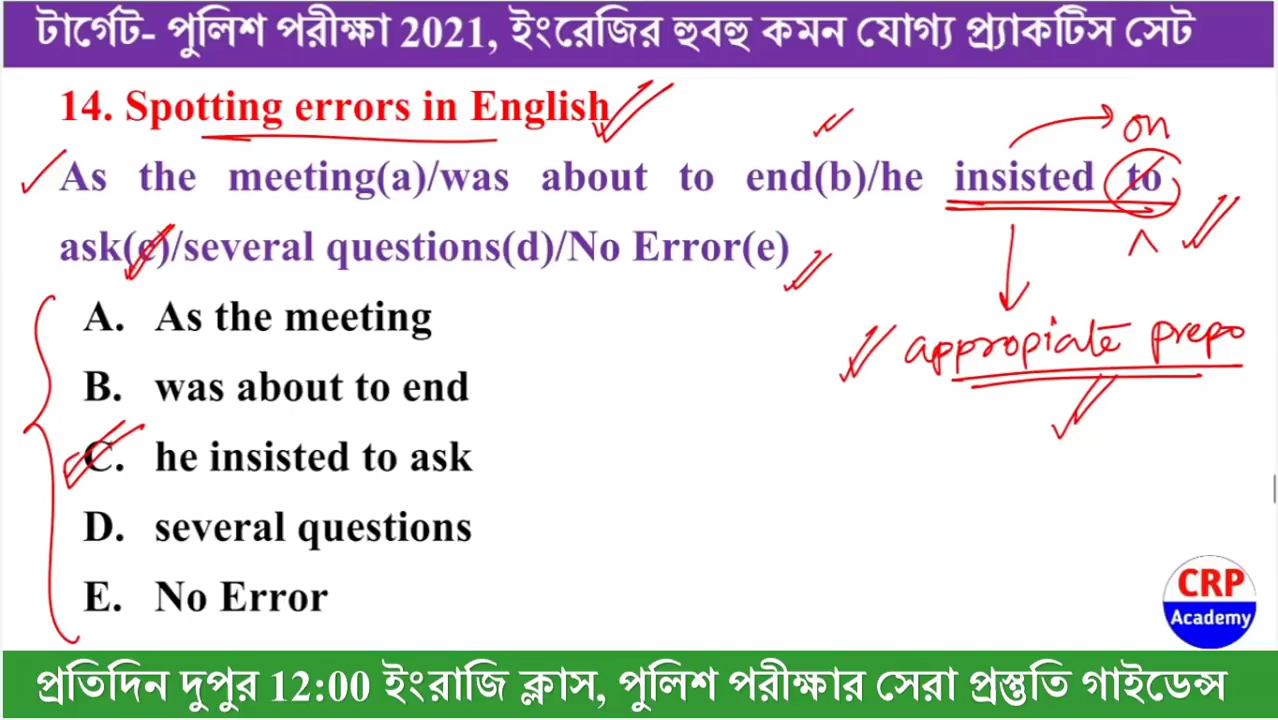 টার্গেট- পুলিশ পরীক্ষা 2021, ইংরেজির হুবহু কমন যোগ্য প্র্যাকটিস সেট
14. Spotting errors in English
on
As the meeting(a)/was about to end(b)/he insisted to
ask(c)/several questions(d)/No Error(e)
A. As the meeting
appropiate prepo
B. was about to end
C. he insisted to ask
D. several questions
E. No Error
CRP
Academy
প্রতিদিন দুপুর 12:00 ইংরাজি ক্লাস, পুলিশ পরীক্ষার সেরা প্রস্তুতি গাইডেন্স